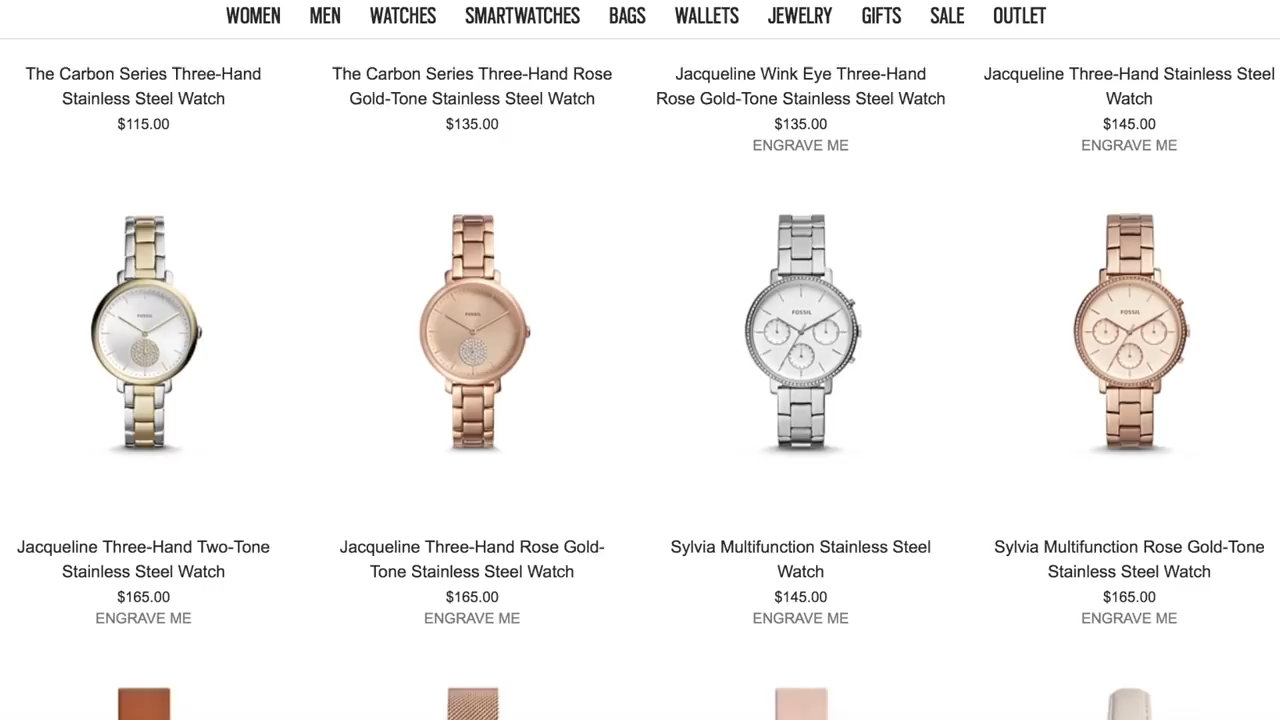 WOMEN MEN WATCHES SMARTWATCHES BAGS WALLETS JEWELRY GIFTS SALE OUTLET
The Carbon Series Three-Hand
Stainless Steel Watch
$115.00
The Carbon Series Three-Hand Rose
Gold-Tone Stainless Steel Watch
$135.00
Jacqueline Wink Eye Three-Hand
Rose Gold-Tone Stainless Steel Watch
$135.00
ENGRAVE ME
Jacqueline Three-Hand Stainless Steel
Watch
$145.00
ENGRAVE ME
FOSSIL
FOSSIL
FOSSIL
FOSSIL
Jacqueline Three-Hand Two-Tone
Stainless Steel Watch
$165.00
ENGRAVE ME
Jacqueline Three-Hand Rose Gold-
Tone Stainless Steel Watch
$165.00
ENGRAVE ME
Sylvia Multifunction Stainless Steel
Watch
$145.00
ENGRAVE ME
Sylvia Multifunction Rose Gold-Tone
Stainless Steel Watch
$165.00
ENGRAVE ME